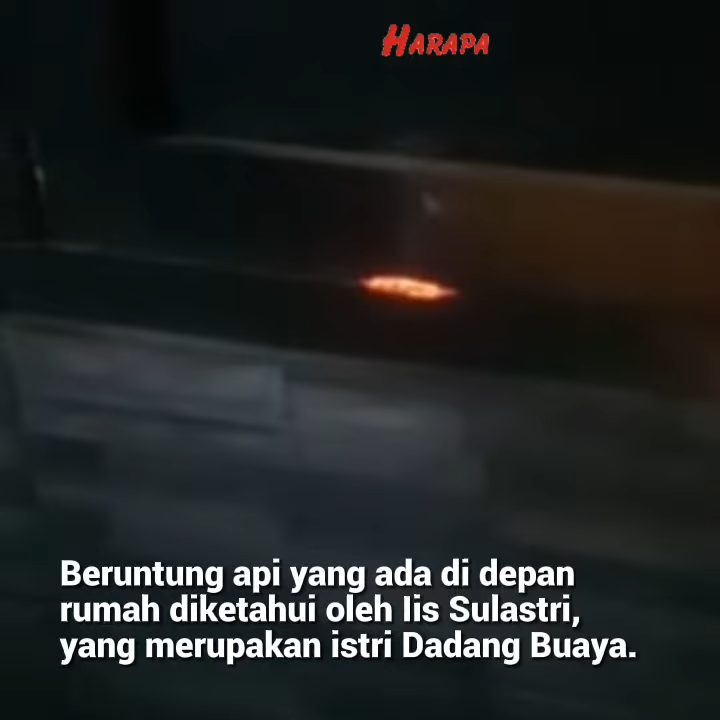 HARAPA
Beruntung api yang ada di depan
rumah diketahui oleh Iis Sulastri,
yang merupakan istri Dadang Buaya.